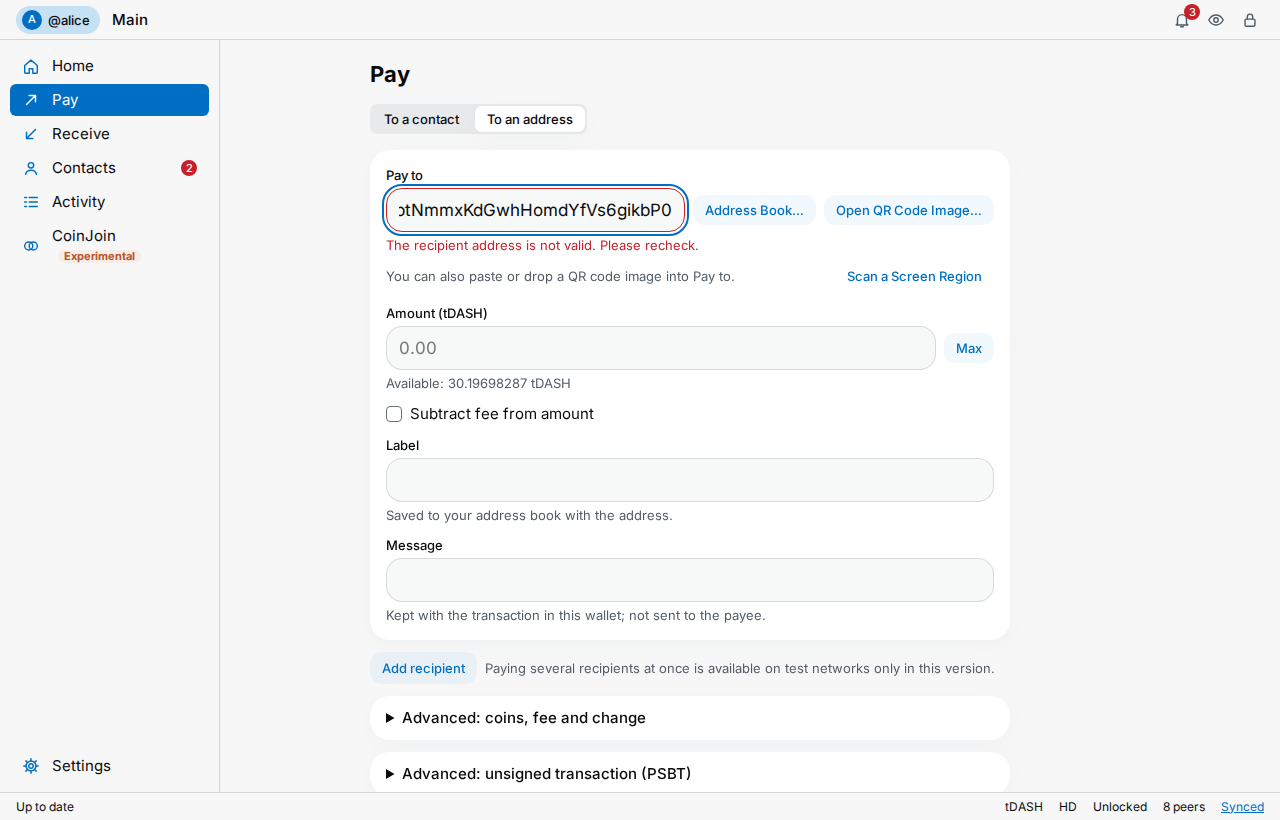 A @alice Main 3
Home
Pay
Receive
Contacts 2
Activity
CoinJoin
Experimental
Settings
Pay
To a contact To an address
Pay to
otNmmxKdGwhHomdYfVs6gikbP0 Address Book... Open QR Code Image...
The recipient address is not valid. Please recheck.
You can also paste or drop a QR code image into Pay to. Scan a Screen Region
Amount (tDASH)
0.00 Max
Available: 30.19698287 tDASH
Subtract fee from amount
Label
Saved to your address book with the address.
Message
Kept with the transaction in this wallet; not sent to the payee.
Add recipient Paying several recipients at once is available on test networks only in this version.
Advanced: coins, fee and change
Advanced: unsigned transaction (PSBT)
Up to date tDASH HD Unlocked 8 peers Synced